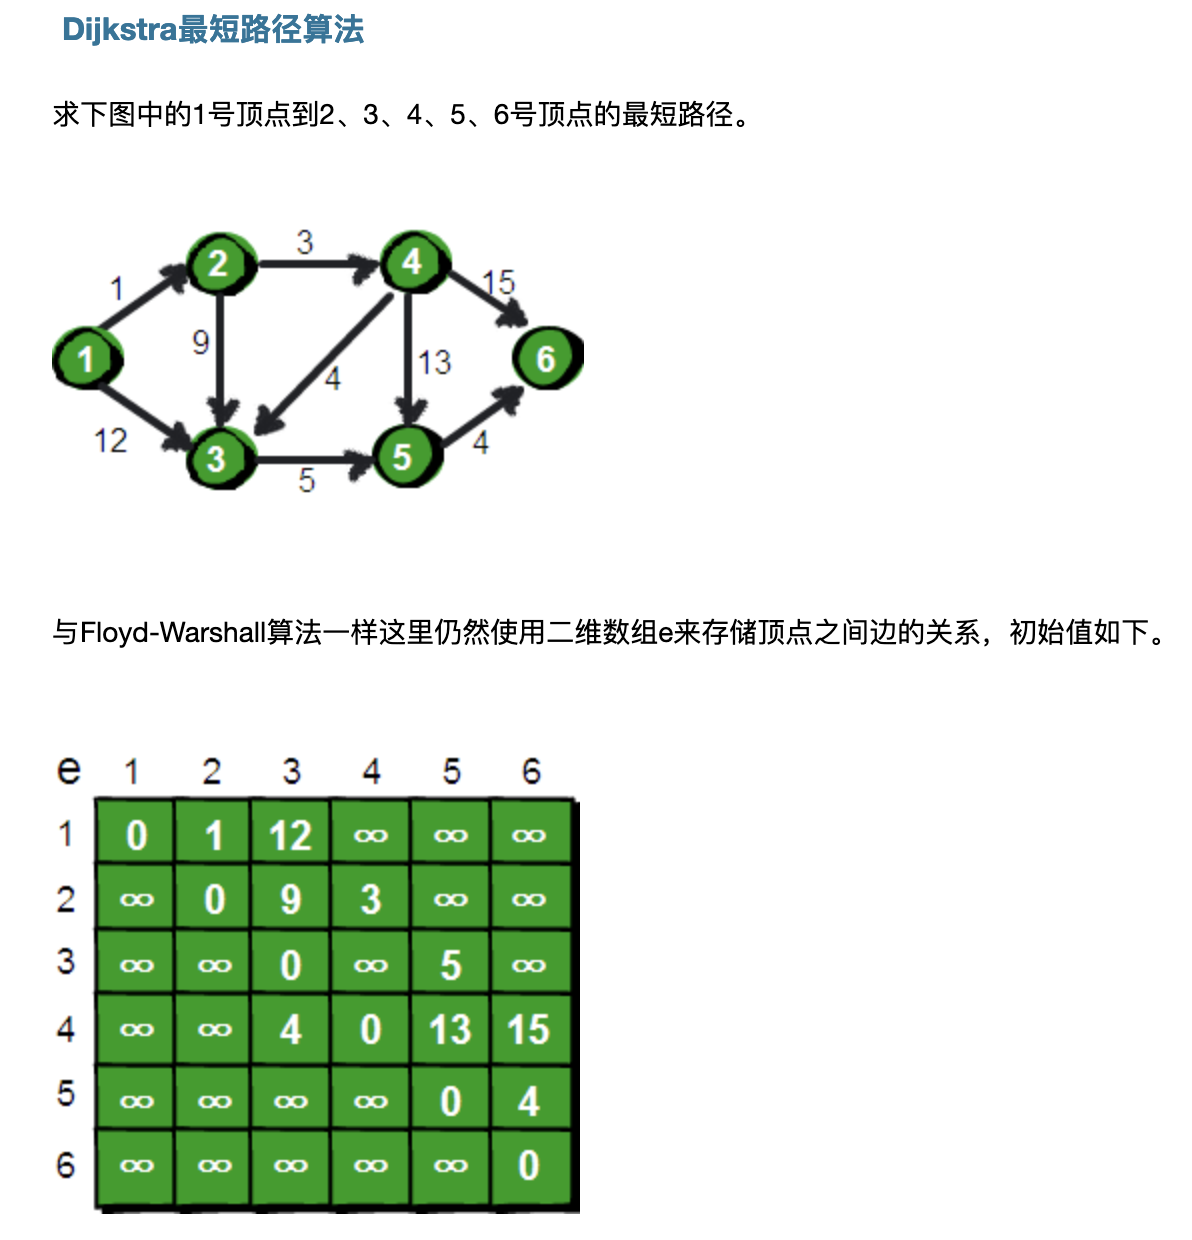 Dijkstra最短路径算法
求下图中的1号顶点到2、3、4、5、6号顶点的最短路径。
2 3 4
1 15
9
1 4 13 6
12
3 5 5 4
与Floyd-Warshall算法一样这里仍然使用二维数组e来存储顶点之间边的关系，初始值如下。
e 1 2 3 4 5 6
1 0 1 12 ∞ ∞ ∞
2 ∞ 0 9 3 ∞ ∞
3 ∞ ∞ 0 ∞ 5 ∞
4 ∞ ∞ 4 0 13 15
5 ∞ ∞ ∞ ∞ 0 4
6 ∞ ∞ ∞ ∞ ∞ 0